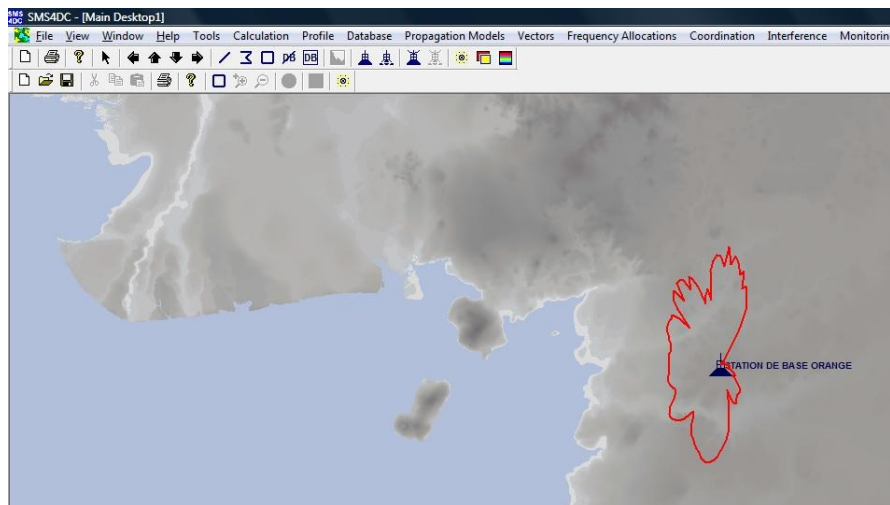 SMS4DC - [Main Desktop1]
File View Window Help Tools Calculation Profile Database Propagation Models Vectors Frequency Allocations Coordination Interference Monitorin
DB
STATION DE BASE ORANGE